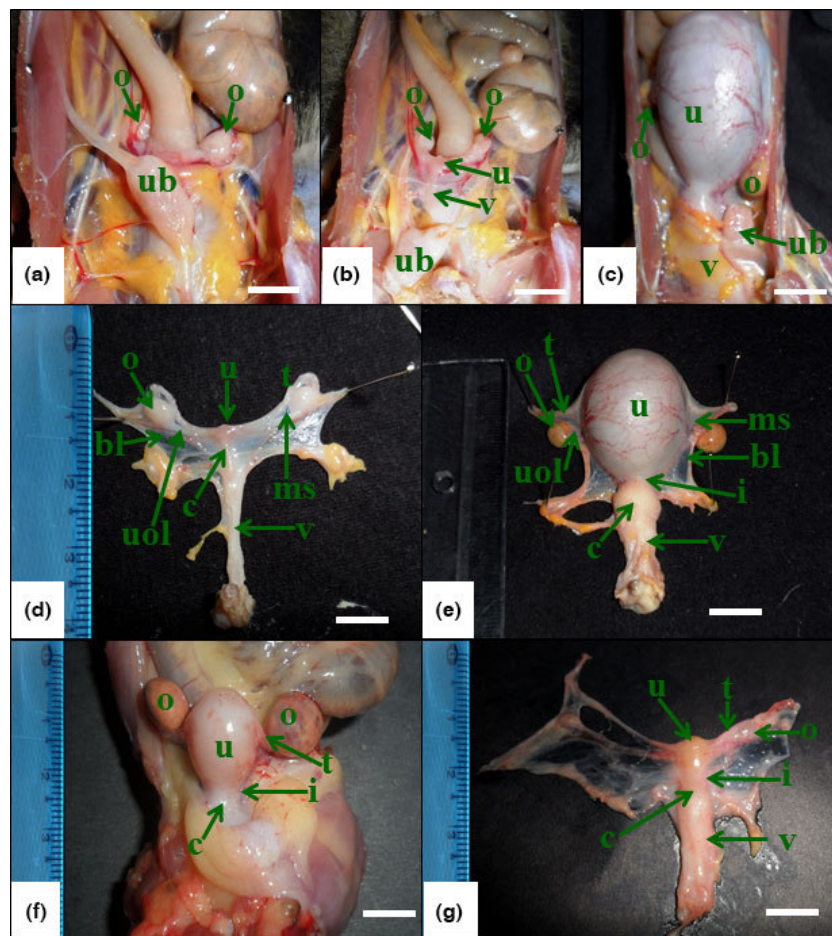 o o
ub
(a)
o o
u
v
ub
(b)
u
o
o
ub
v
(c)
o u t
bl
c
uol ms
v
(d)
t
o
u
ms
uol bl
i
c v
(e)
o o
u
t
i
c
(f)
u t
o
i
c
v
(g)